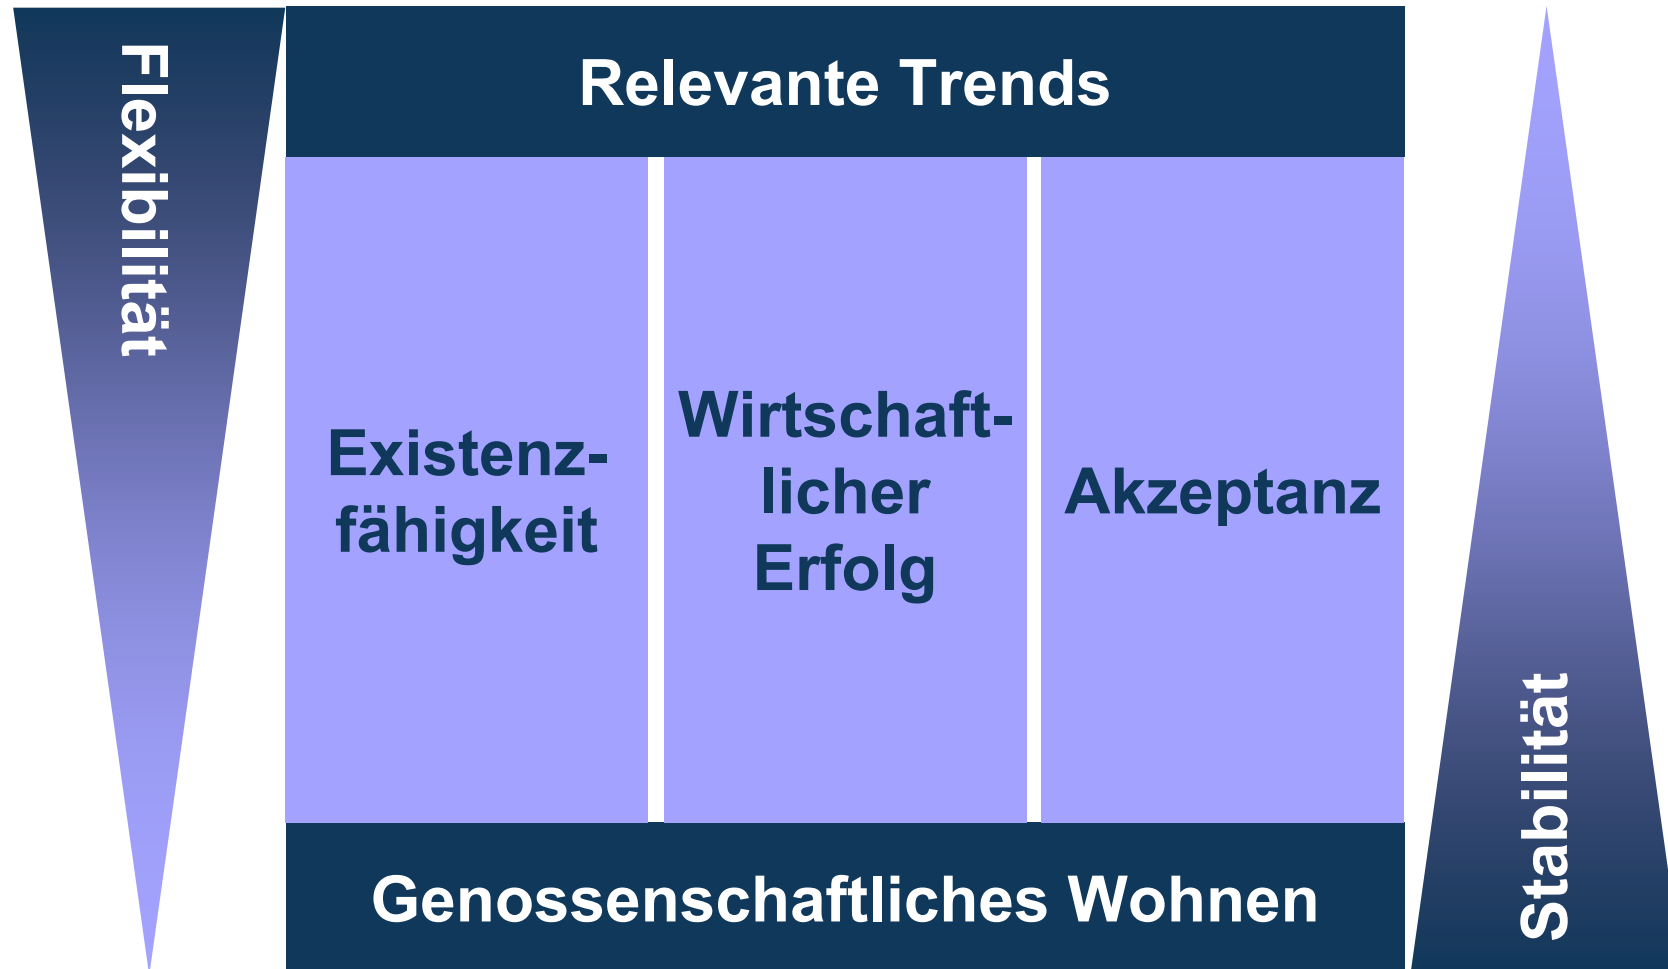 Flexibilität
Relevante Trends
Existenz-
fähigkeit
Wirtschaft-
licher
Erfolg
Akzeptanz
Stabilität
Genossenschaftliches Wohnen